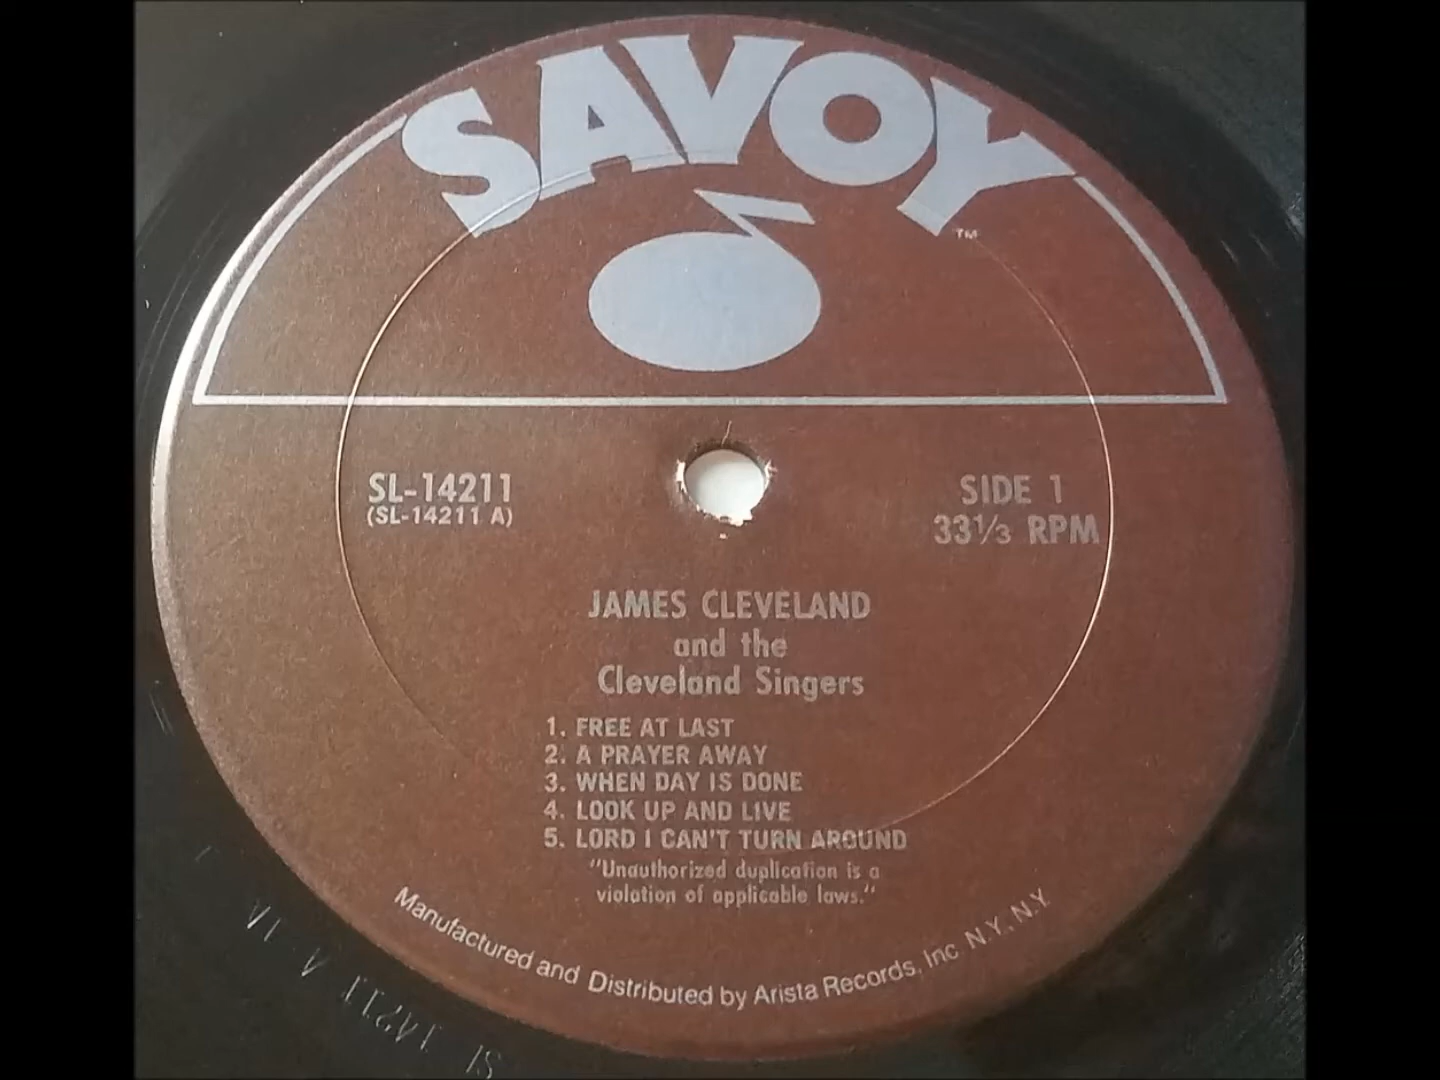 SAVOY
TM
SL-14211
(SL-14211 A)
SIDE 1
33⅓ RPM
JAMES CLEVELAND
and the
Cleveland Singers
1. FREE AT LAST
2. A PRAYER AWAY
3. WHEN DAY IS DONE
4. LOOK UP AND LIVE
5. LORD I CAN'T TURN AROUND
"Unauthorized duplication is a
violation of applicable laws."
Manufactured and Distributed by Arista Records, Inc N.Y., N.Y.
SL 14211